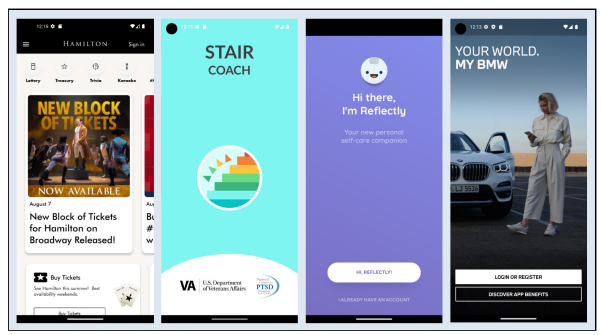 12:15
HAMILTON
Sign in
Lottery
Treasury
Trivia
Karaoke
NEW BLOCK
OF TICKETS
NOW AVAILABLE
August 7
New Block of Tickets
for Hamilton on
Broadway Released!
Au
Bu
#
w
Buy Tickets
See Hamilton this summer! Best
availability weekends.
Buy Tickets
12:15
STAIR
COACH
VA
U.S. Department
of Veterans Affairs
PTSD
Hi there,
I'm Reflectly
Your new personal
self-care companion
HI, REFLECTLY!
I ALREADY HAVE AN ACCOUNT
12:13
YOUR WORLD.
MY BMW
LOGIN OR REGISTER
DISCOVER APP BENEFITS